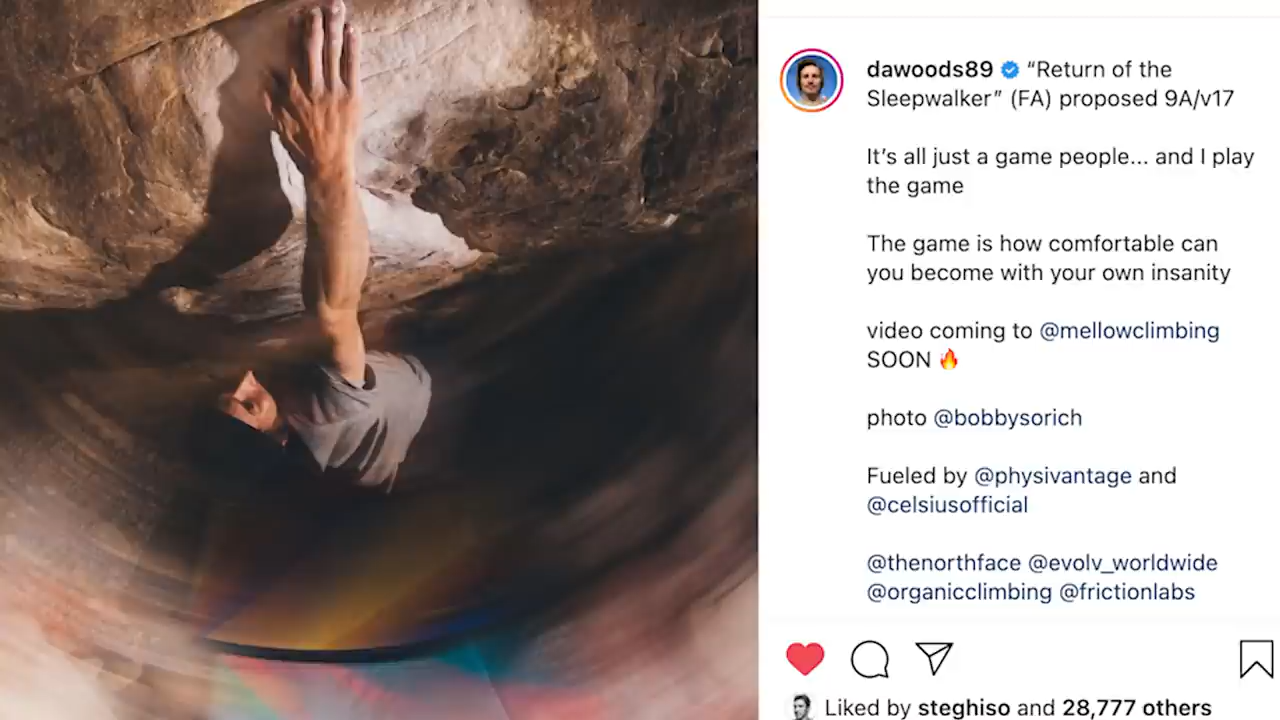 dawoods89 “Return of the
Sleepwalker” (FA) proposed 9A/v17
It’s all just a game people... and I play
the game
The game is how comfortable can
you become with your own insanity
video coming to @mellowclimbing
SOON 🔥
photo @bobbysorich
Fueled by @physivantage and
@celsiusofficial
@thenorthface @evolv_worldwide
@organicclimbing @frictionlabs
Liked by steghiso and 28,777 others